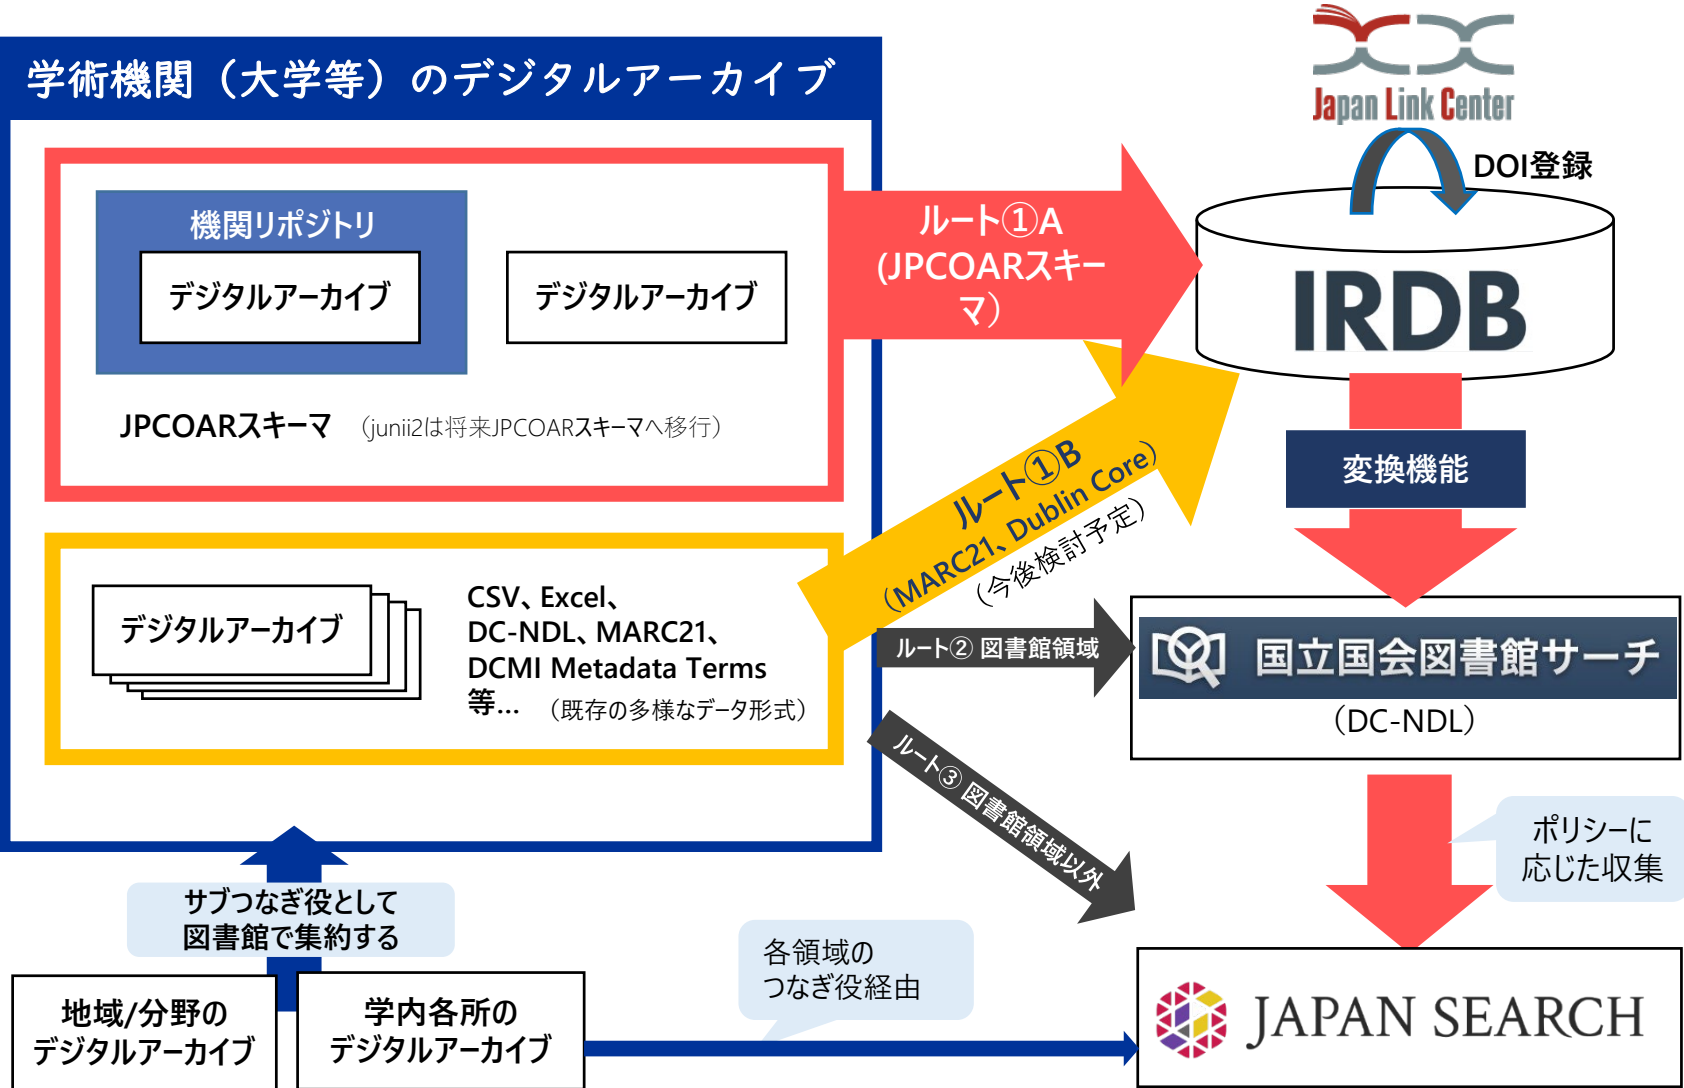 学術機関（大学等）のデジタルアーカイブ
機関リポジトリ
デジタルアーカイブ
デジタルアーカイブ
JPCOARスキーマ （junii2は将来JPCOARスキーマへ移行）
デジタルアーカイブ
CSV、Excel、
DC-NDL、MARC21、
DCMI Metadata Terms
等… （既存の多様なデータ形式）
ルート①A
(JPCOARスキー
マ）
ルート①B
（MARC21、Dublin Core）
（今後検討予定）
ルート② 図書館領域
ルート③ 図書館領域以外
Japan Link Center
DOI登録
IRDB
変換機能
国立国会図書館サーチ
（DC-NDL）
ポリシーに
応じた収集
サブつなぎ役として
図書館で集約する
地域/分野の
デジタルアーカイブ
学内各所の
デジタルアーカイブ
各領域の
つなぎ役経由
JAPAN SEARCH